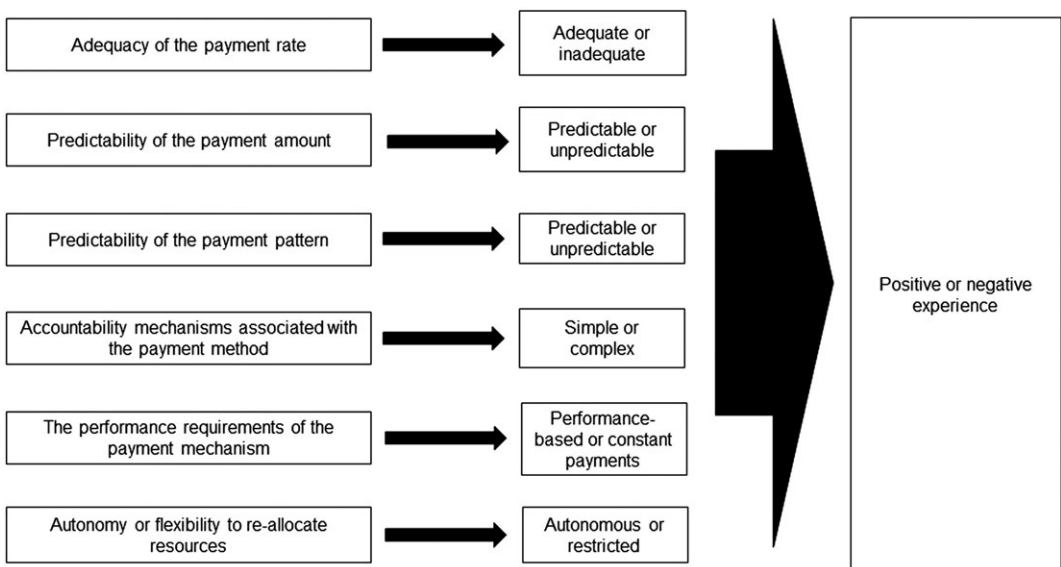 Adequacy of the payment rate
Adequate or
inadequate
Predictability of the payment amount
Predictable or
unpredictable
Predictability of the payment pattern
Predictable or
unpredictable
Accountability mechanisms associated with
the payment method
Simple or
complex
The performance requirements of the
payment mechanism
Performance-
based or constant
payments
Autonomy or flexibility to re-allocate
resources
Autonomous or
restricted
Positive or negative
experience